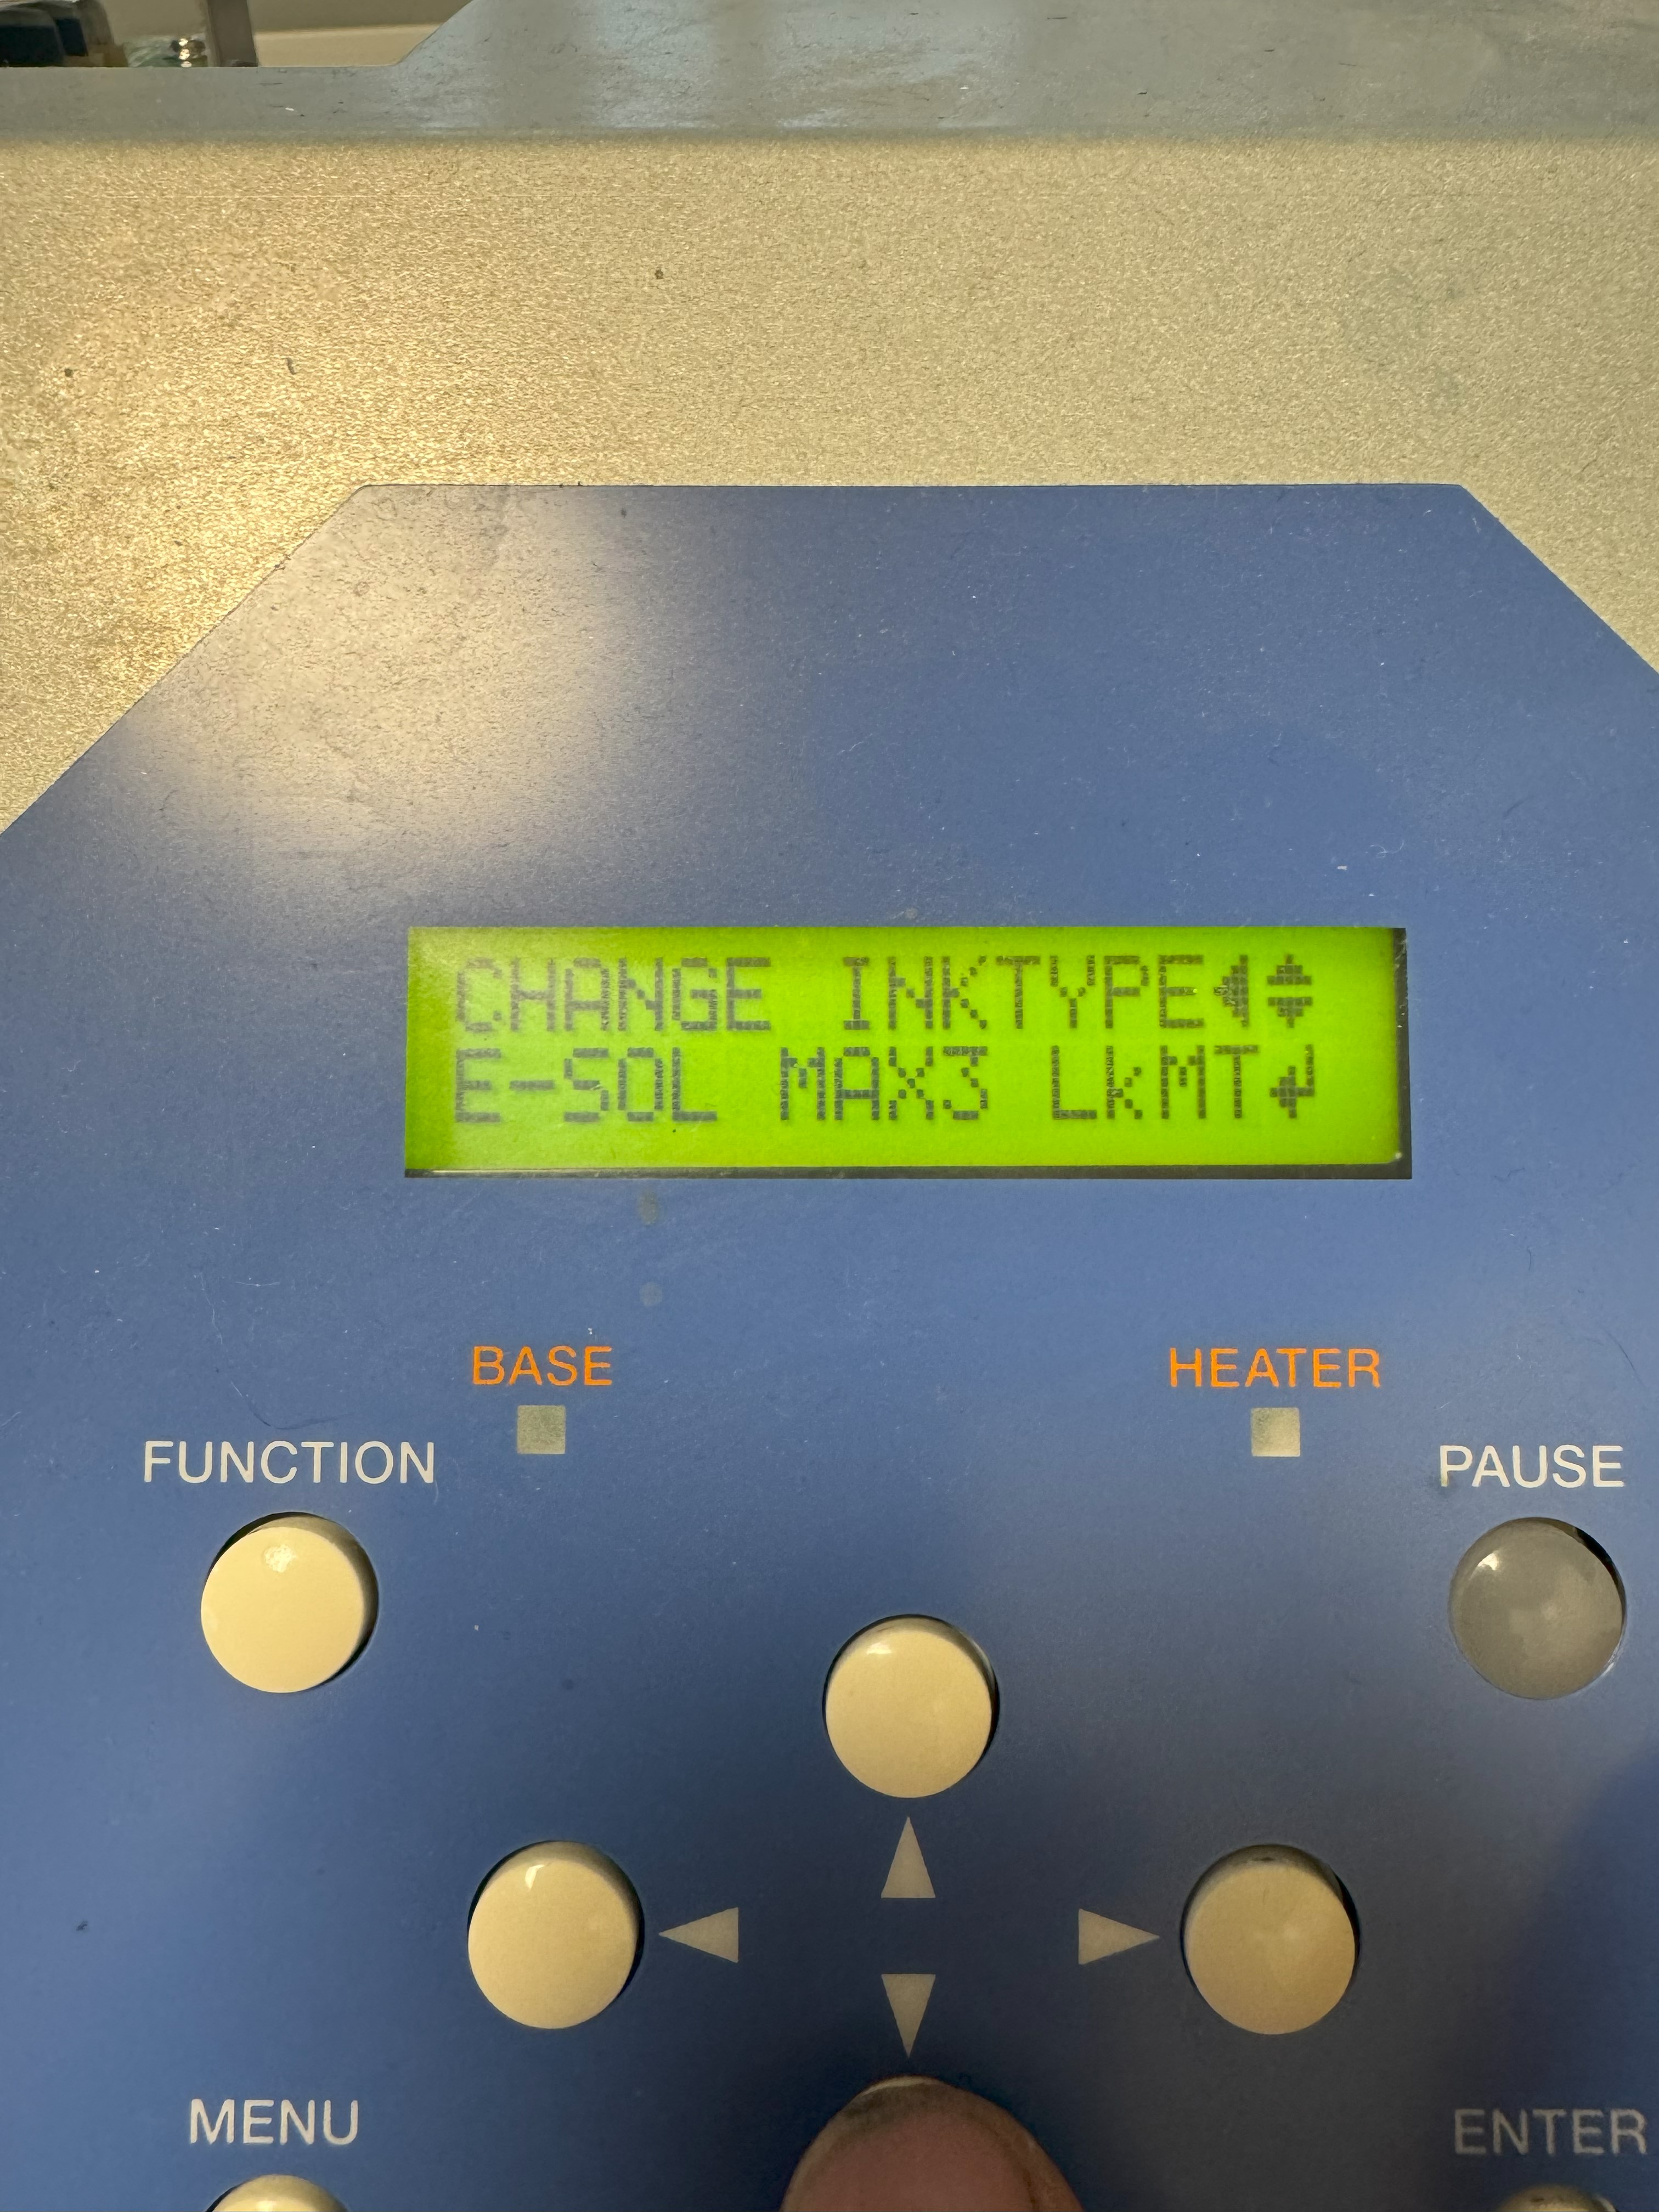 CHANGE INKTYPE
E-SOL MAX3 LkMT
BASE
HEATER
FUNCTION
PAUSE
MENU
ENTER